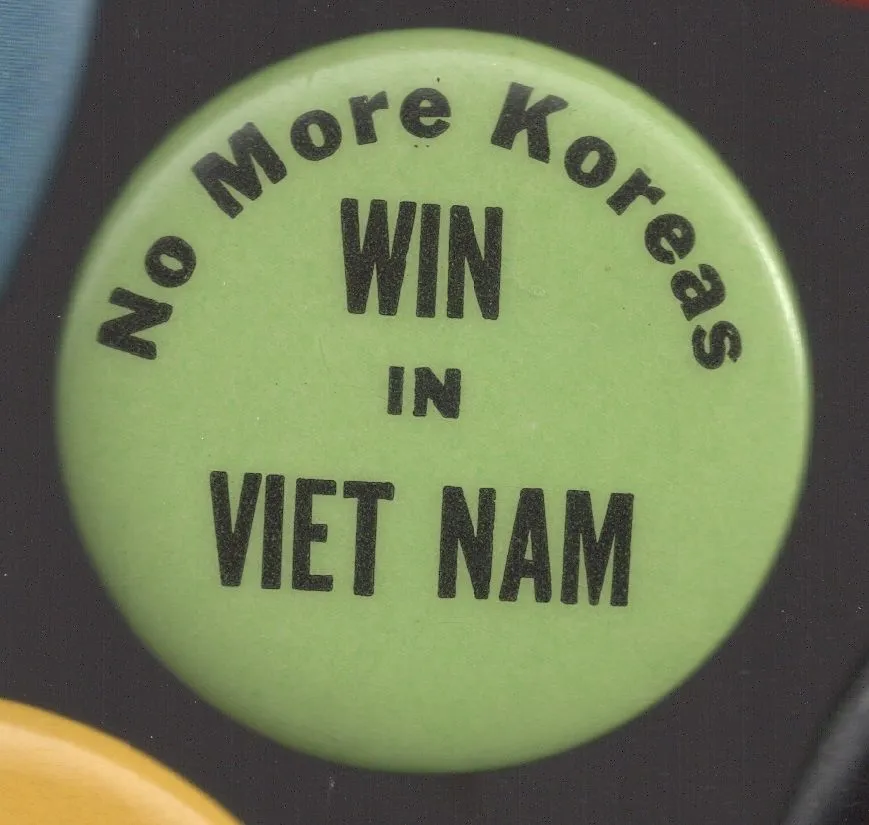 No More Koreas
WIN
IN
VIET NAM